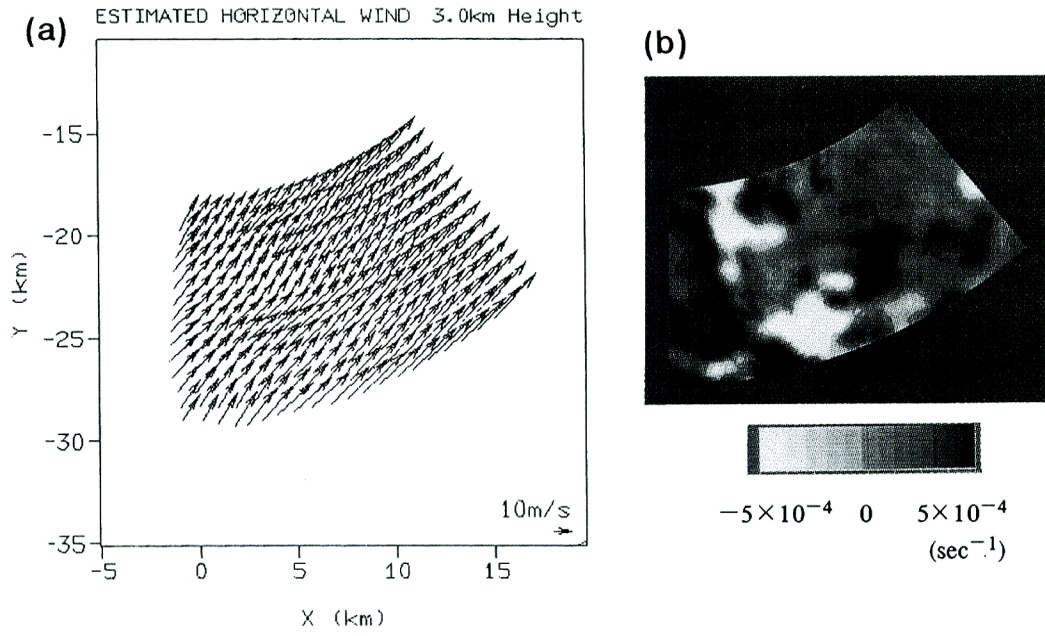 (a) ESTIMATED HORIZONTAL WIND 3.0km Height
(b)
-15
-20
-25
-30
-35
Y (km)
10m/s
-5 0 5 10 15
X (km)
−5×10⁻⁴ 0 5×10⁻⁴
(sec⁻¹)